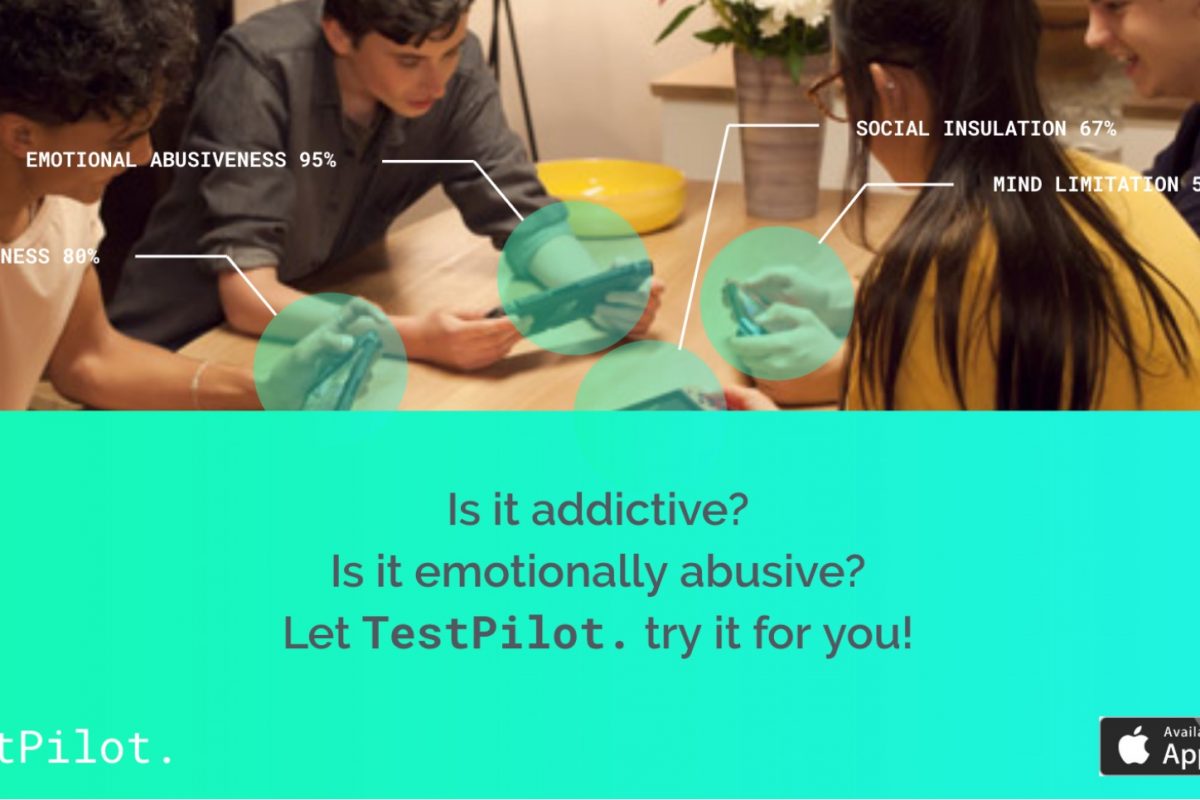 SOCIAL INSULATION 67%
EMOTIONAL ABUSIVENESS 95%
MIND LIMITATION 5
NESS 80%
Is it addictive?
Is it emotionally abusive?
Let TestPilot. try it for you!
tPilot.
Availa
App